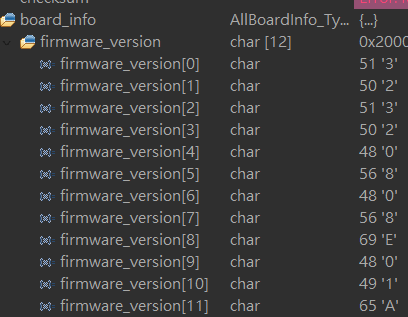 checksum Error:
board_info AllBoardInfo_Ty... {...}
firmware_version char [12] 0x2000
firmware_version[0] char 51 '3'
firmware_version[1] char 50 '2'
firmware_version[2] char 51 '3'
firmware_version[3] char 50 '2'
firmware_version[4] char 48 '0'
firmware_version[5] char 56 '8'
firmware_version[6] char 48 '0'
firmware_version[7] char 56 '8'
firmware_version[8] char 69 'E'
firmware_version[9] char 48 '0'
firmware_version[10] char 49 '1'
firmware_version[11] char 65 'A'